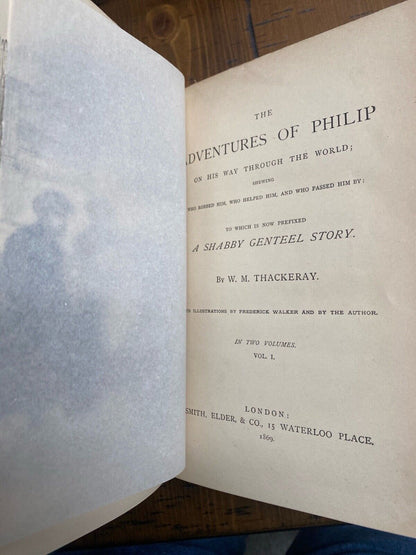 THE
ADVENTURES OF PHILIP
ON HIS WAY THROUGH THE WORLD;
SHEWING
WHO ROBBED HIM, WHO HELPED HIM, AND WHO PASSED HIM BY:
TO WHICH IS NOW PREFIXED
A SHABBY GENTEEL STORY.
BY W. M. THACKERAY.
ILLUSTRATIONS BY FREDERICK WALKER AND BY THE AUTHOR.
IN TWO VOLUMES.
VOL. I.
LONDON:
SMITH, ELDER, & CO., 15 WATERLOO PLACE,
1869.